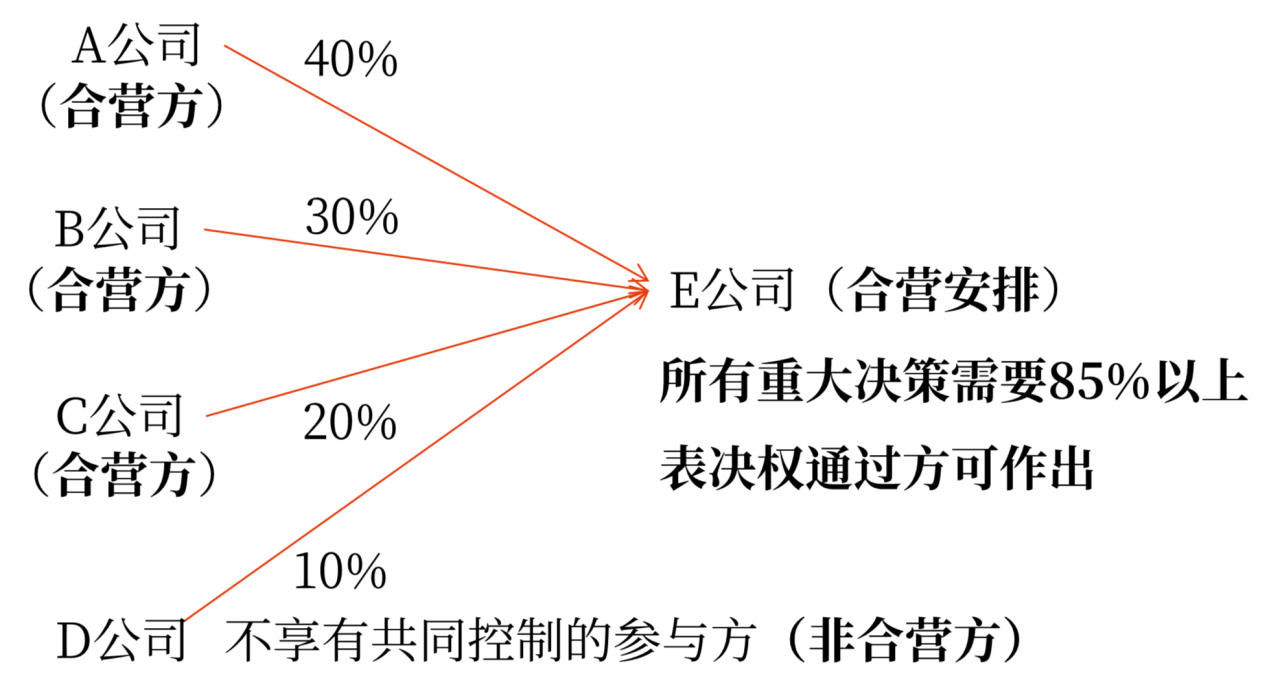 A公司
40%
（合营方）
B公司
30%
（合营方）
E公司（合营安排）
所有重大决策需要85%以上
表决权通过方可作出
C公司
20%
（合营方）
10%
D公司 不享有共同控制的参与方（非合营方）